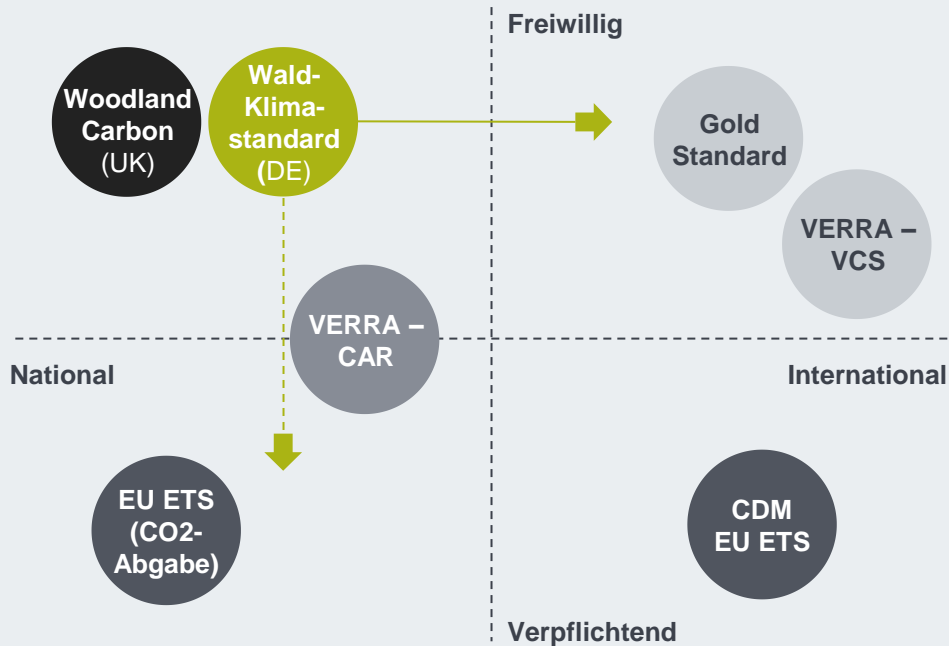 Freiwillig
Woodland
Carbon
(UK)
Wald-
Klima-
standard
(DE)
Gold
Standard
VERRA –
VCS
VERRA –
CAR
National
International
EU ETS
(CO2-
Abgabe)
CDM
EU ETS
Verpflichtend